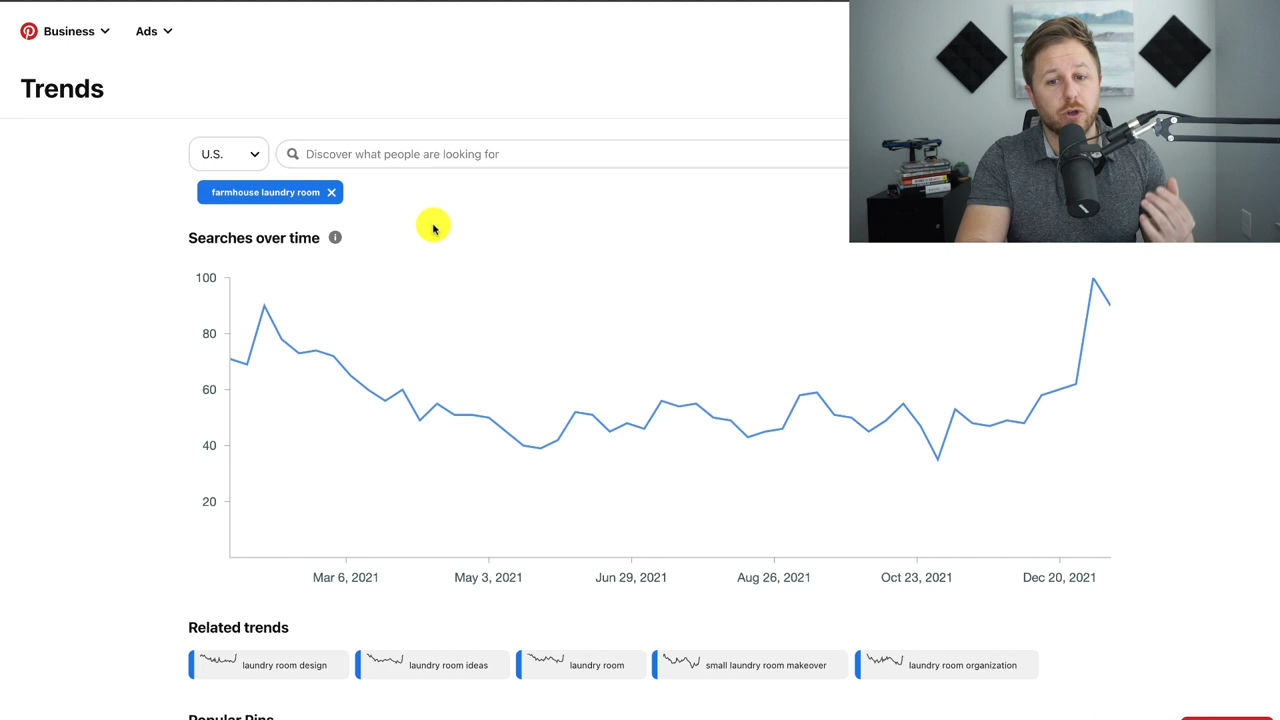 Business
Ads
Trends
U.S.
Discover what people are looking for
farmhouse laundry room
Searches over time
100
80
60
40
20
Mar 6, 2021
May 3, 2021
Jun 29, 2021
Aug 26, 2021
Oct 23, 2021
Dec 20, 2021
Related trends
laundry room design
laundry room ideas
laundry room
small laundry room makeover
laundry room organization
Popular Pins